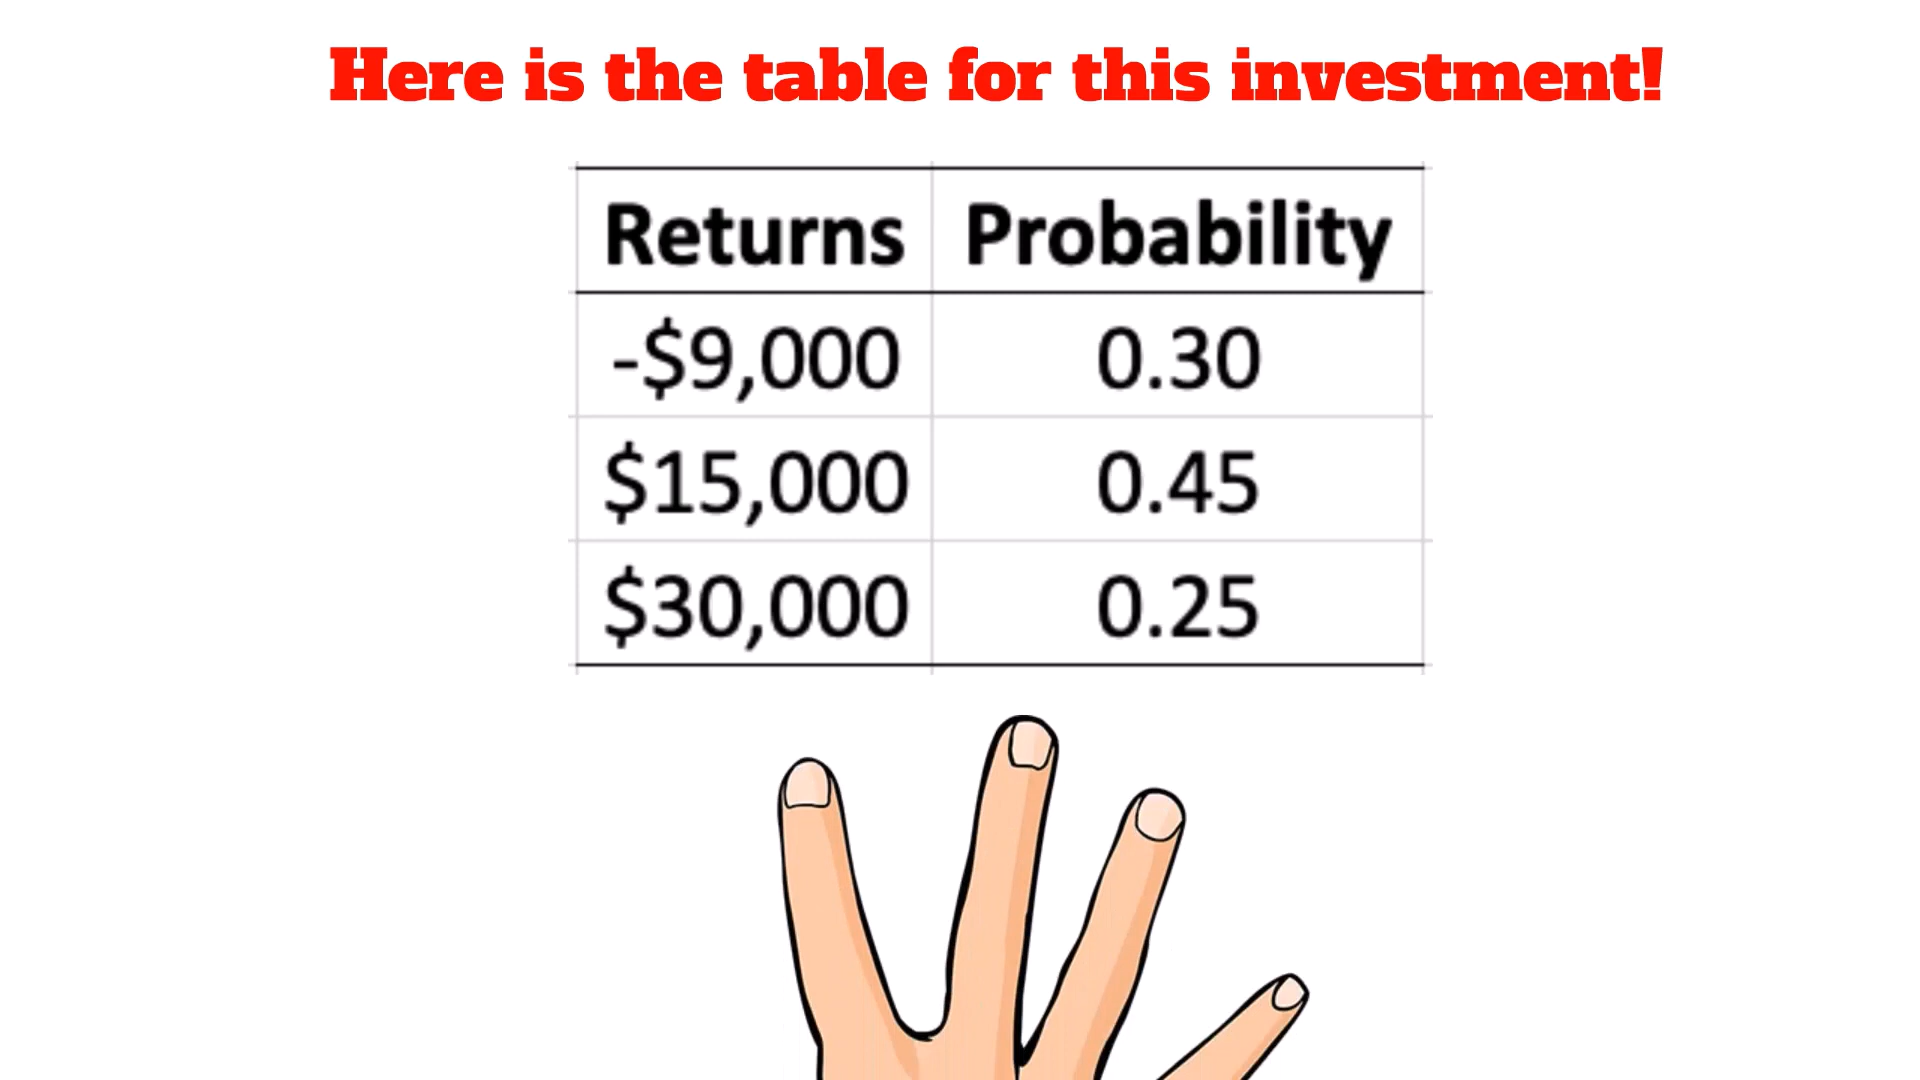 Here is the table for this investment!
Returns Probability
-$9,000 0.30
$15,000 0.45
$30,000 0.25